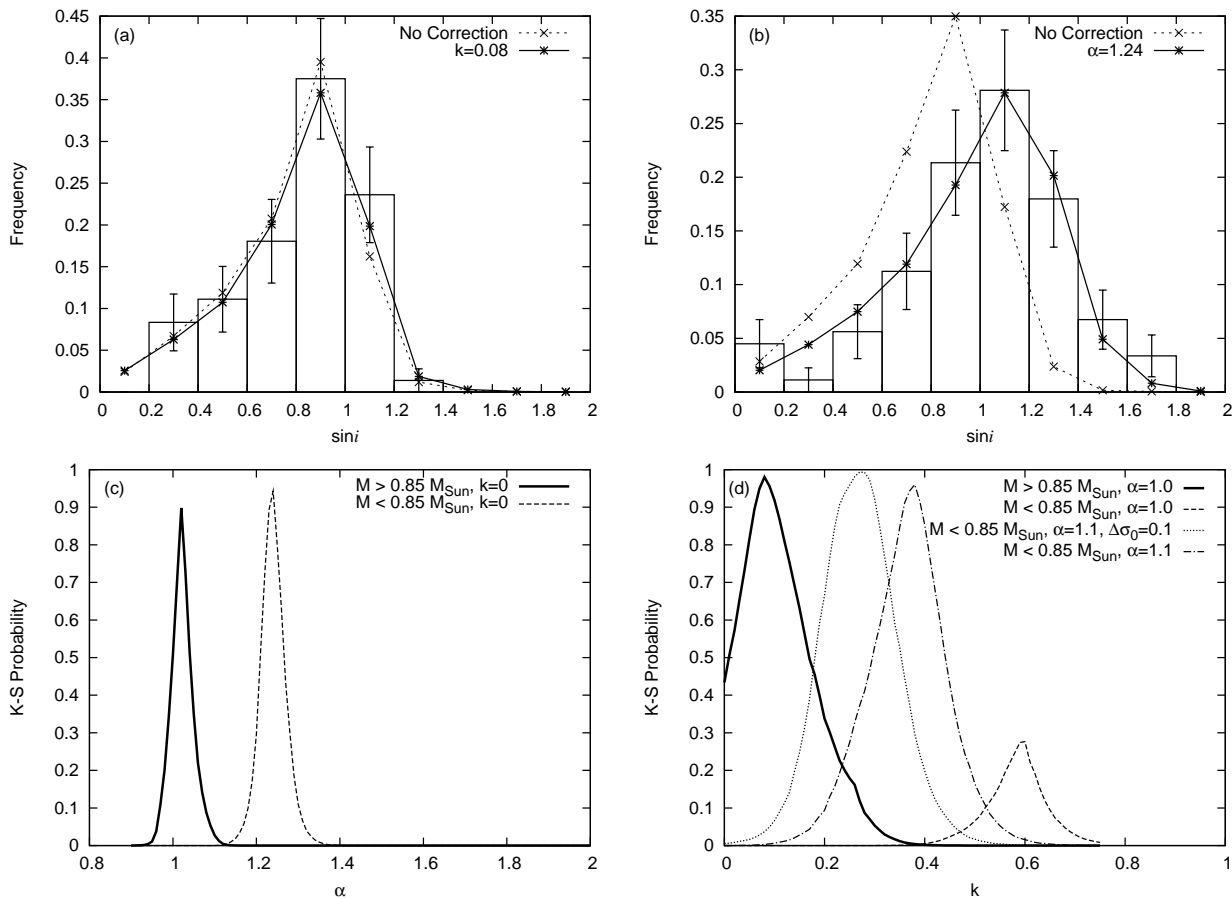 (a)
No Correction
k=0.08
0.45
0.4
0.35
0.3
0.25
0.2
0.15
0.1
0.05
0
Frequency
0 0.2 0.4 0.6 0.8 1 1.2 1.4 1.6 1.8 2
sini
(b)
No Correction
α=1.24
0.35
0.3
0.25
0.2
0.15
0.1
0.05
0
Frequency
0 0.2 0.4 0.6 0.8 1 1.2 1.4 1.6 1.8 2
sini
(c)
M > 0.85 M_Sun, k=0
M < 0.85 M_Sun, k=0
1
0.9
0.8
0.7
0.6
0.5
0.4
0.3
0.2
0.1
0
K-S Probability
0.8 1 1.2 1.4 1.6 1.8 2
α
(d)
M > 0.85 M_Sun, α=1.0
M < 0.85 M_Sun, α=1.0
M < 0.85 M_Sun, α=1.1, Δσ₀=0.1
M < 0.85 M_Sun, α=1.1
1
0.9
0.8
0.7
0.6
0.5
0.4
0.3
0.2
0.1
0
K-S Probability
0 0.2 0.4 0.6 0.8 1
k